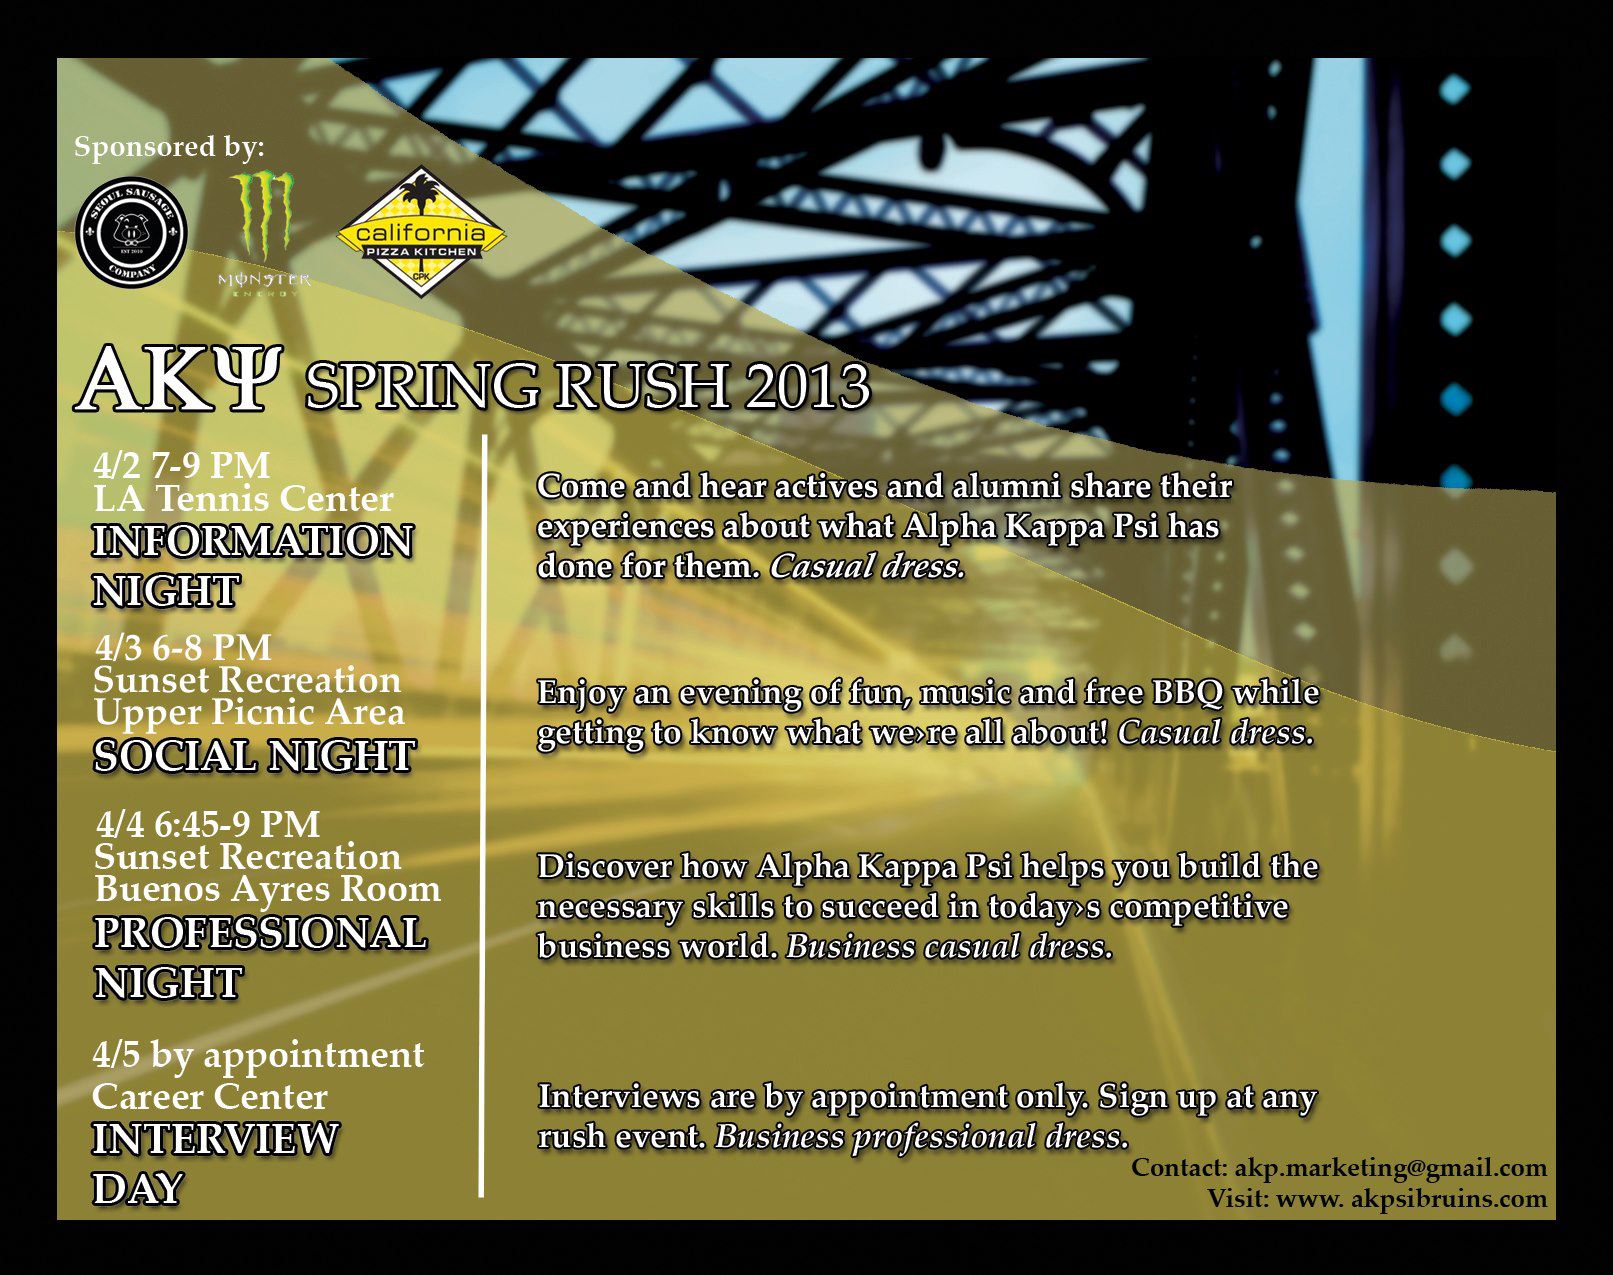 Sponsored by:
SEOUL SAUSAGE
EST 2010
COMPANY
MONSTER
ENERGY
california
PIZZA KITCHEN
CPK
ΑΚΨ SPRING RUSH 2013
4/2 7-9 PM
LA Tennis Center
INFORMATION
NIGHT
Come and hear actives and alumni share their
experiences about what Alpha Kappa Psi has
done for them. Casual dress.
4/3 6-8 PM
Sunset Recreation
Upper Picnic Area
SOCIAL NIGHT
Enjoy an evening of fun, music and free BBQ while
getting to know what we›re all about! Casual dress.
4/4 6:45-9 PM
Sunset Recreation
Buenos Ayres Room
PROFESSIONAL
NIGHT
Discover how Alpha Kappa Psi helps you build the
necessary skills to succeed in today›s competitive
business world. Business casual dress.
4/5 by appointment
Career Center
INTERVIEW
DAY
Interviews are by appointment only. Sign up at any
rush event. Business professional dress.
Contact: akp.marketing@gmail.com
Visit: www. akpsibruins.com